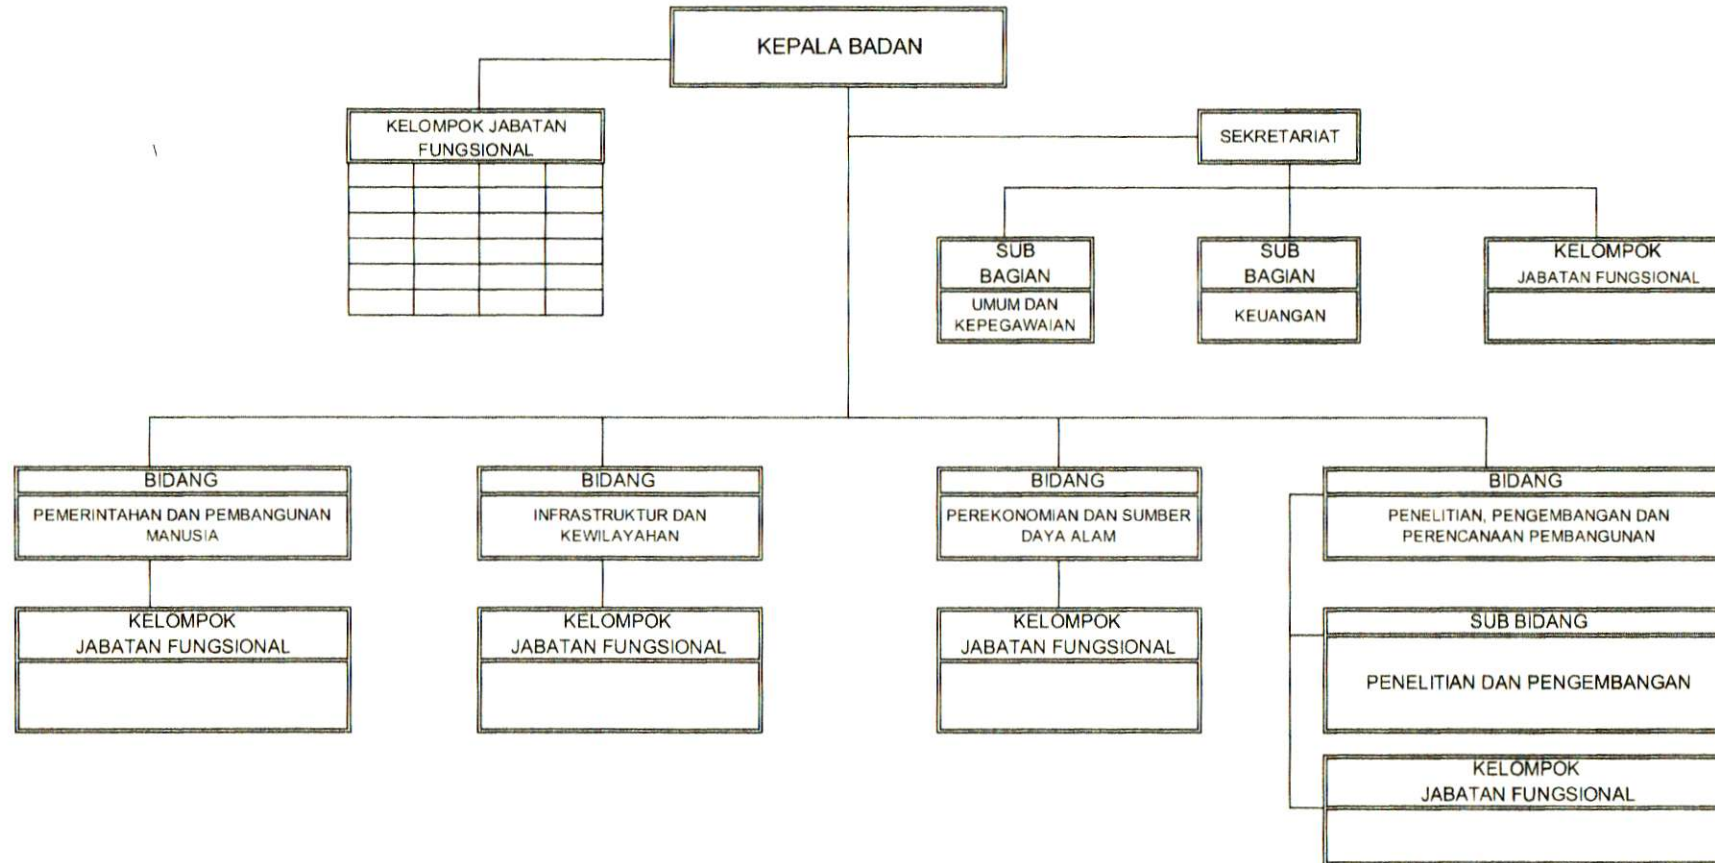 KEPALA BADAN
KELOMPOK JABATAN
FUNGSIONAL
SEKRETARIAT
SUB
BAGIAN
UMUM DAN
KEPEGAWAIAN
SUB
BAGIAN
KEUANGAN
KELOMPOK
JABATAN FUNGSIONAL
BIDANG
PEMERINTAHAN DAN PEMBANGUNAN
MANUSIA
KELOMPOK
JABATAN FUNGSIONAL
BIDANG
INFRASTRUKTUR DAN
KEWILAYAHAN
KELOMPOK
JABATAN FUNGSIONAL
BIDANG
PEREKONOMIAN DAN SUMBER
DAYA ALAM
KELOMPOK
JABATAN FUNGSIONAL
BIDANG
PENELITIAN, PENGEMBANGAN DAN
PERENCANAAN PEMBANGUNAN
SUB BIDANG
PENELITIAN DAN PENGEMBANGAN
KELOMPOK
JABATAN FUNGSIONAL